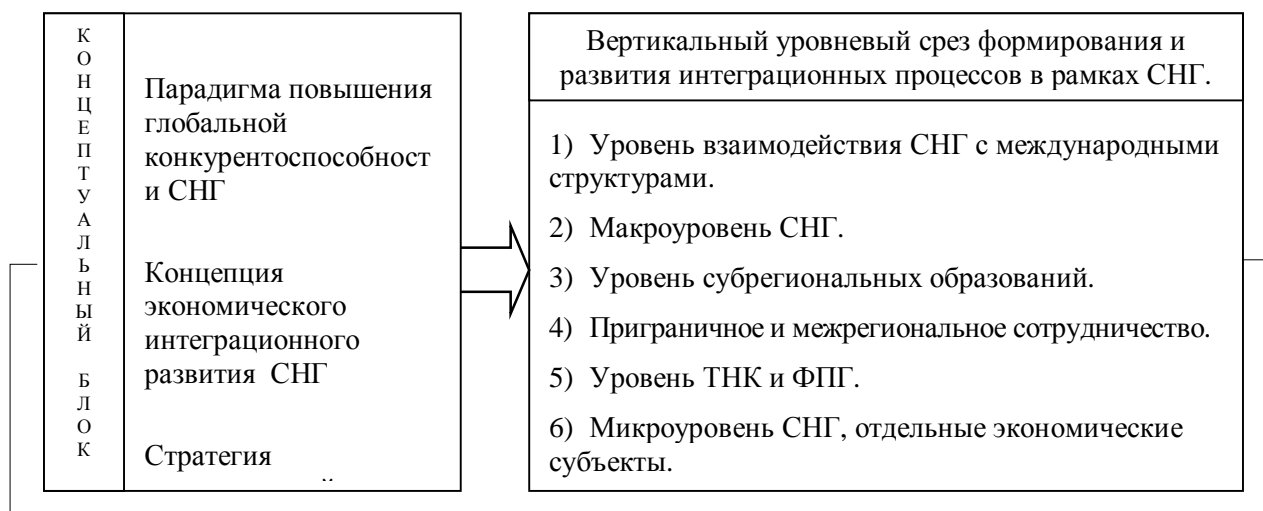 КОНЦЕПТУАЛЬНЫЙ БЛОК
Парадигма повышения
глобальной
конкурентоспособност
и СНГ
Концепция
экономического
интеграционного
развития СНГ
Стратегия
Вертикальный уровневый срез формирования и
развития интеграционных процессов в рамках СНГ.
1) Уровень взаимодействия СНГ с международными
структурами.
2) Макроуровень СНГ.
3) Уровень субрегиональных образований.
4) Приграничное и межрегиональное сотрудничество.
5) Уровень ТНК и ФПГ.
6) Микроуровень СНГ, отдельные экономические
субъекты.